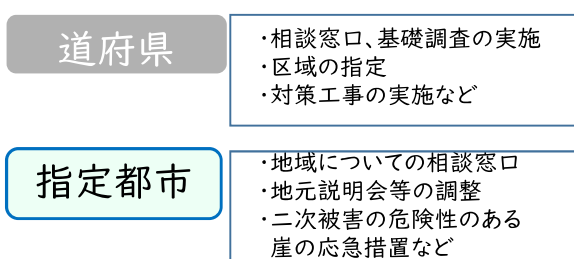 道府県
・相談窓口、基礎調査の実施
・区域の指定
・対策工事の実施など
指定都市
・地域についての相談窓口
・地元説明会等の調整
・二次被害の危険性のある
崖の応急措置など